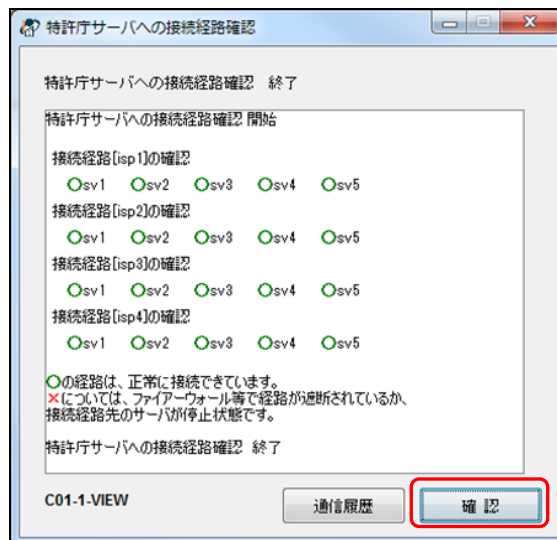 特許庁サーバへの接続経路確認
特許庁サーバへの接続経路確認 終了
特許庁サーバへの接続経路確認 開始
接続経路[isp1]の確認
○sv1 ○sv2 ○sv3 ○sv4 ○sv5
接続経路[isp2]の確認
○sv1 ○sv2 ○sv3 ○sv4 ○sv5
接続経路[isp3]の確認
○sv1 ○sv2 ○sv3 ○sv4 ○sv5
接続経路[isp4]の確認
○sv1 ○sv2 ○sv3 ○sv4 ○sv5
○の経路は、正常に接続できています。
×については、ファイアーウォール等で経路が遮断されているか、
接続経路先のサーバが停止状態です。
特許庁サーバへの接続経路確認 終了
C01-1-VIEW 通信履歴 確 認